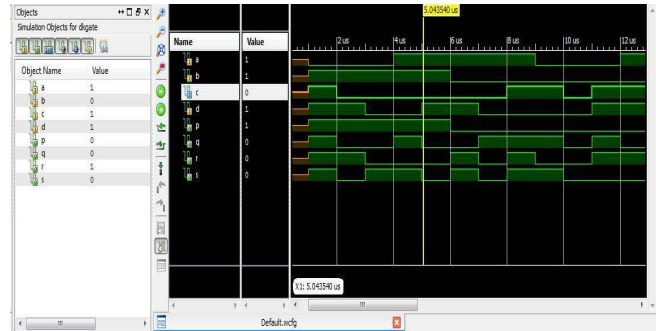 Objects
Simulation Objects for dkgate
Object Name Value
a 1
b 0
c 1
d 1
p 0
q 0
r 1
s 0
Name Value
a 1
b 1
c 0
d 1
p 1
q 0
r 0
s 0
5.043540 us
2 us 4 us 6 us 8 us 10 us 12 us
X1: 5.043540 us
Default.wcfg